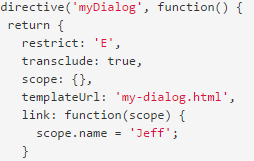 directive('myDialog', function() {
return {
restrict: 'E',
transclude: true,
scope: {},
templateUrl: 'my-dialog.html',
link: function(scope) {
scope.name = 'Jeff';
}